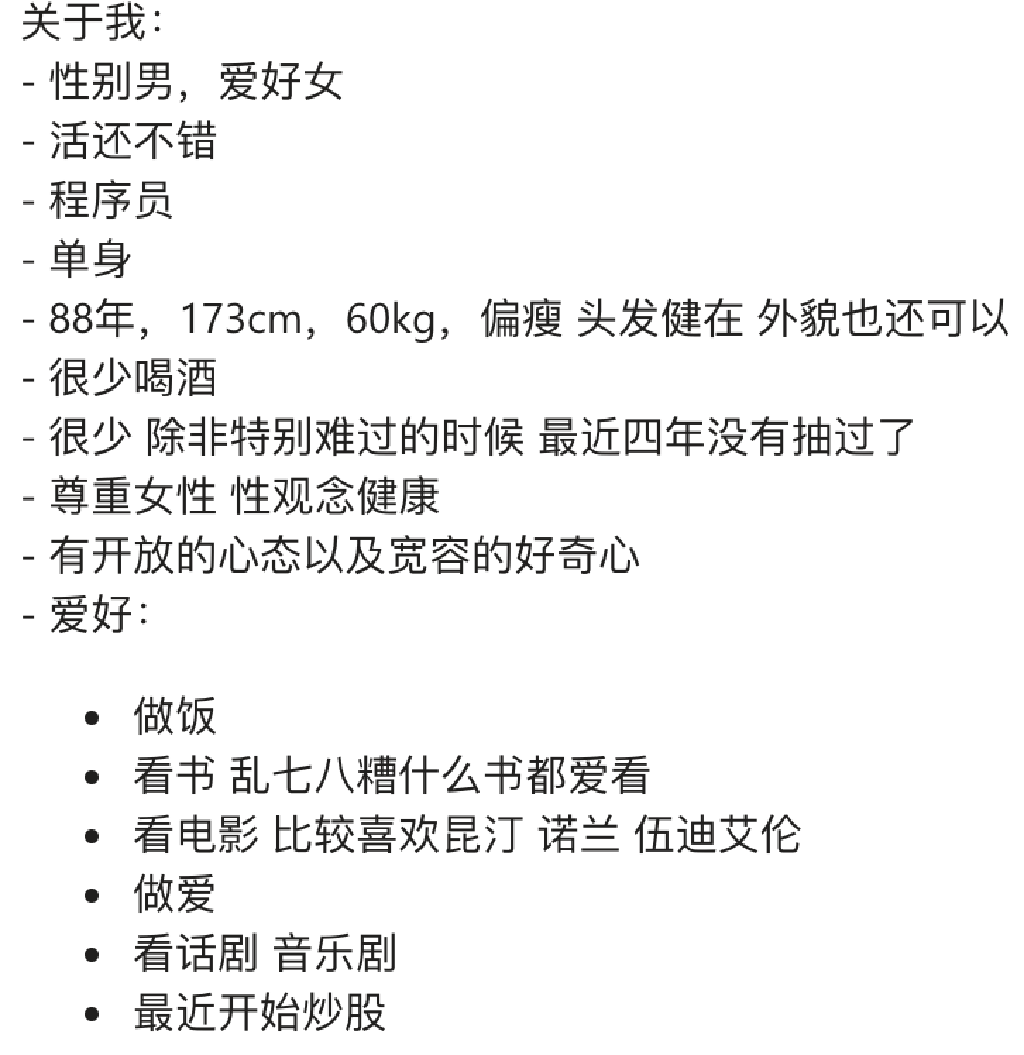 关于我：
- 性别男，爱好女
- 活还不错
- 程序员
- 单身
- 88年，173cm，60kg，偏瘦 头发健在 外貌也还可以
- 很少喝酒
- 很少 除非特别难过的时候 最近四年没有抽过了
- 尊重女性 性观念健康
- 有开放的心态以及宽容的好奇心
- 爱好：
• 做饭
• 看书 乱七八糟什么书都爱看
• 看电影 比较喜欢昆汀 诺兰 伍迪艾伦
• 做爱
• 看话剧 音乐剧
• 最近开始炒股